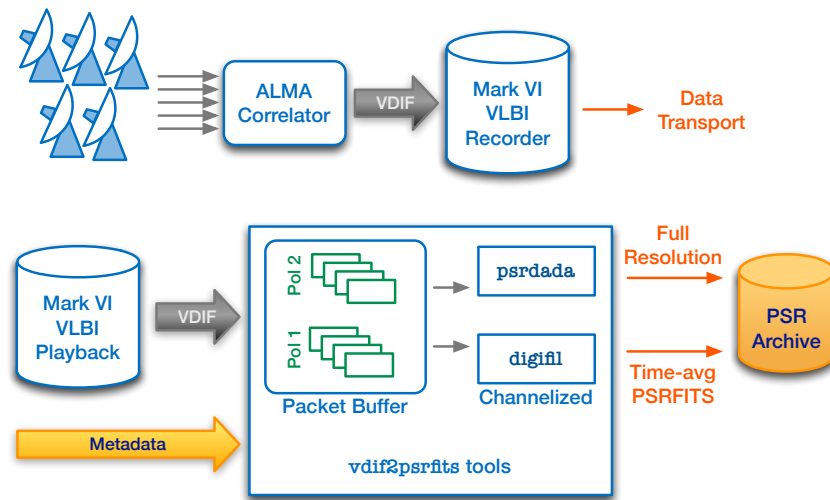 ALMA
Correlator
VDIF
Mark VI
VLBI
Recorder
Data
Transport
Mark VI
VLBI
Playback
VDIF
Metadata
Pol 2
Pol 1
Packet Buffer
psrdada
digifil
Channelized
vdif2psrfits tools
Full
Resolution
Time-avg
PSRFITS
PSR
Archive